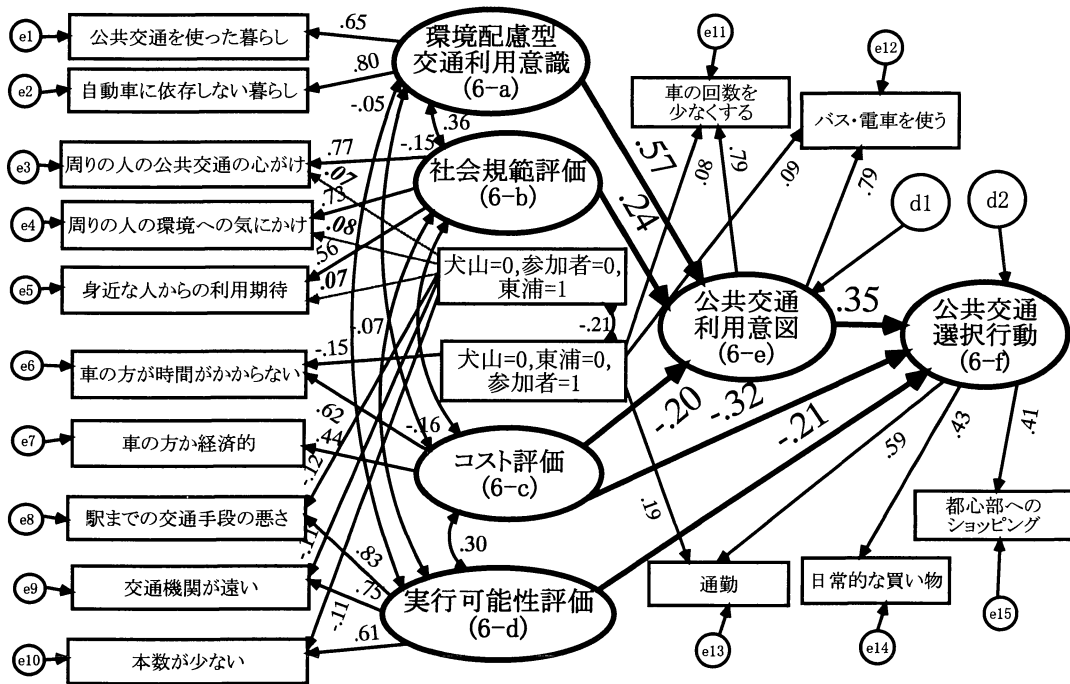 e1
公共交通を使った暮らし
.65
環境配慮型
交通利用意識
(6-a)
e2
自動車に依存しない暮らし
.80
-.05
.36
e3
周りの人の公共交通の心がけ
.77
-.15
.07
社会規範評価
(6-b)
e4
周りの人の環境への気にかけ
.73
.08
e5
身近な人からの利用期待
.56
.07
犬山=0,参加者=0,
東浦=1
-.21
犬山=0,東浦=0,
参加者=1
-.07
e6
車の方が時間がかからない
-.15
.62
-.16
e7
車の方か経済的
.44
コスト評価
(6-c)
e8
駅までの交通手段の悪さ
-.12
.83
.30
e9
交通機関が遠い
-.11
.75
実行可能性評価
(6-d)
e10
本数が少ない
-.11
.61
e11
車の回数を
少なくする
e12
バス・電車を使う
.08
.79
.09
.79
.57
.24
d1
d2
公共交通
利用意図
(6-e)
.35
公共交通
選択行動
(6-f)
-.20
-.32
-.21
.19
.59
.43
.41
通勤
e13
日常的な買い物
e14
都心部への
ショッピング
e15